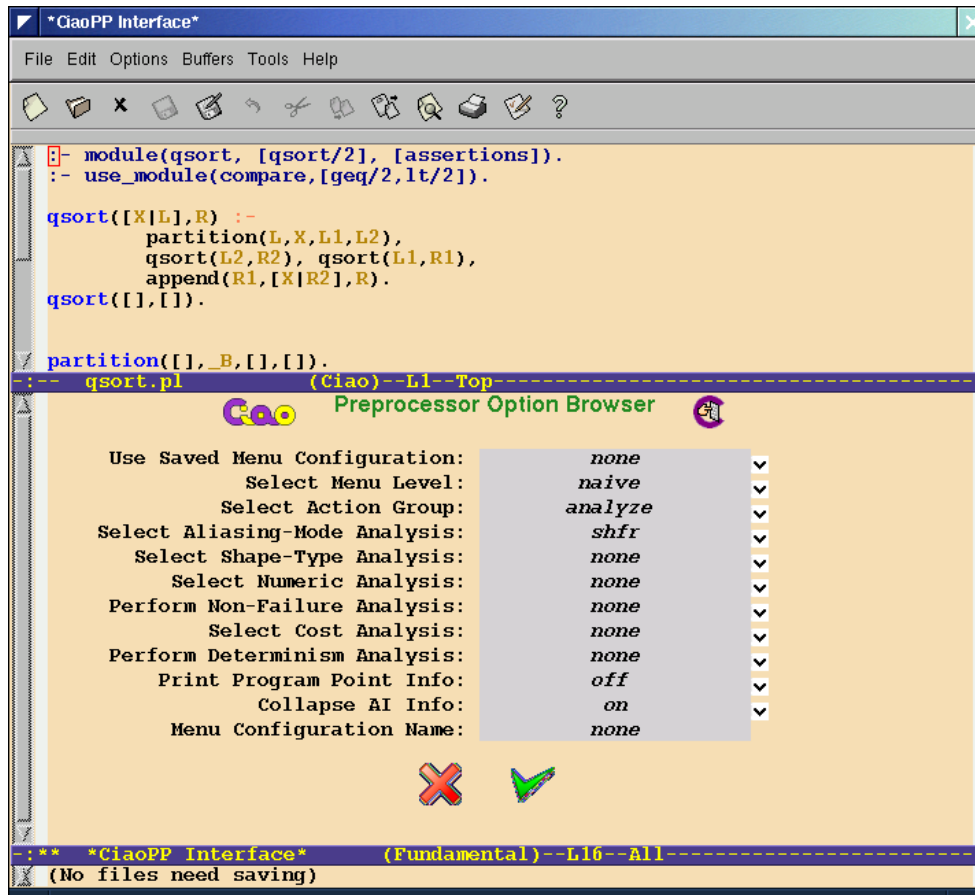 *CiaoPP Interface*
File Edit Options Buffers Tools Help
:- module(qsort, [qsort/2], [assertions]).
:- use_module(compare,[geq/2,lt/2]).
qsort([X|L],R) :-
partition(L,X,L1,L2),
qsort(L2,R2), qsort(L1,R1),
append(R1,[X|R2],R).
qsort([],[]).
partition([],_B,[],[]).
-:-- qsort.pl (Ciao)--L1--Top----------------------------------------
Ciao Preprocessor Option Browser
Use Saved Menu Configuration: none
Select Menu Level: naive
Select Action Group: analyze
Select Aliasing-Mode Analysis: shfr
Select Shape-Type Analysis: none
Select Numeric Analysis: none
Perform Non-Failure Analysis: none
Select Cost Analysis: none
Perform Determinism Analysis: none
Print Program Point Info: off
Collapse AI Info: on
Menu Configuration Name: none
-:** *CiaoPP Interface* (Fundamental)--L16--All--------------------------
(No files need saving)